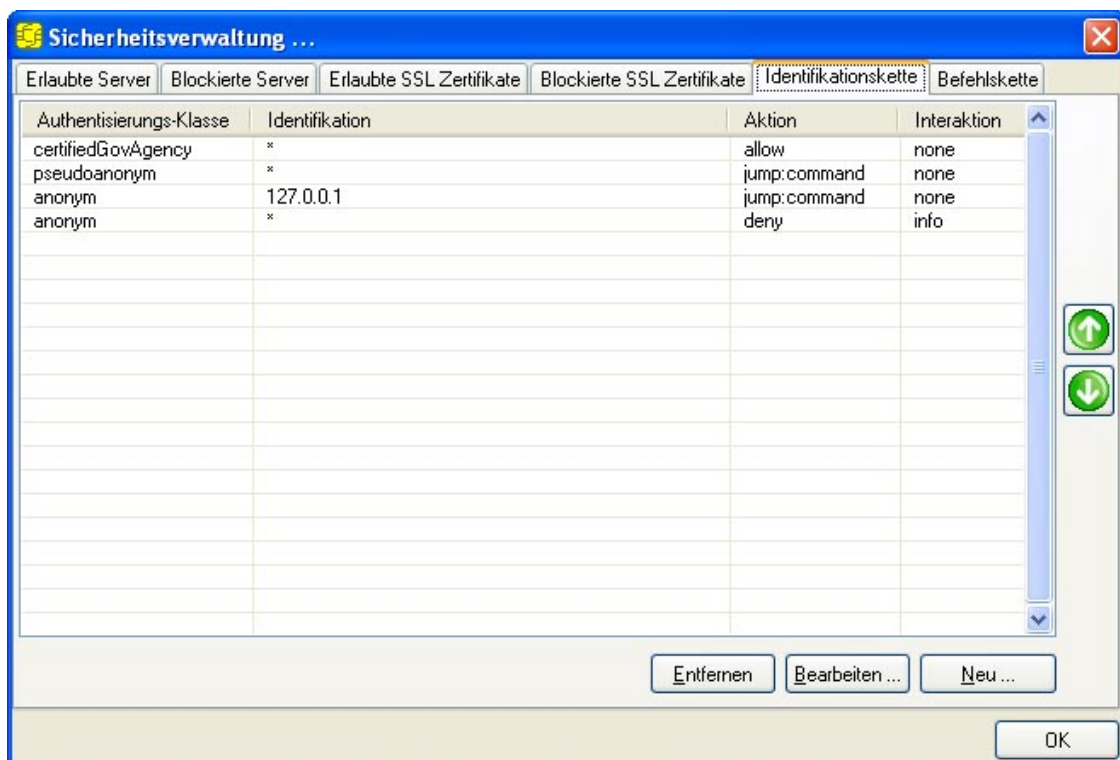 Sicherheitsverwaltung ...
Erlaubte Server Blockierte Server Erlaubte SSL Zertifikate Blockierte SSL Zertifikate Identifikationskette Befehlskette
Authentisierungs-Klasse Identifikation Aktion Interaktion
certifiedGovAgency * allow none
pseudoanonym * jump:command none
anonym 127.0.0.1 jump:command none
anonym * deny info
Entfernen Bearbeiten ... Neu ...
OK